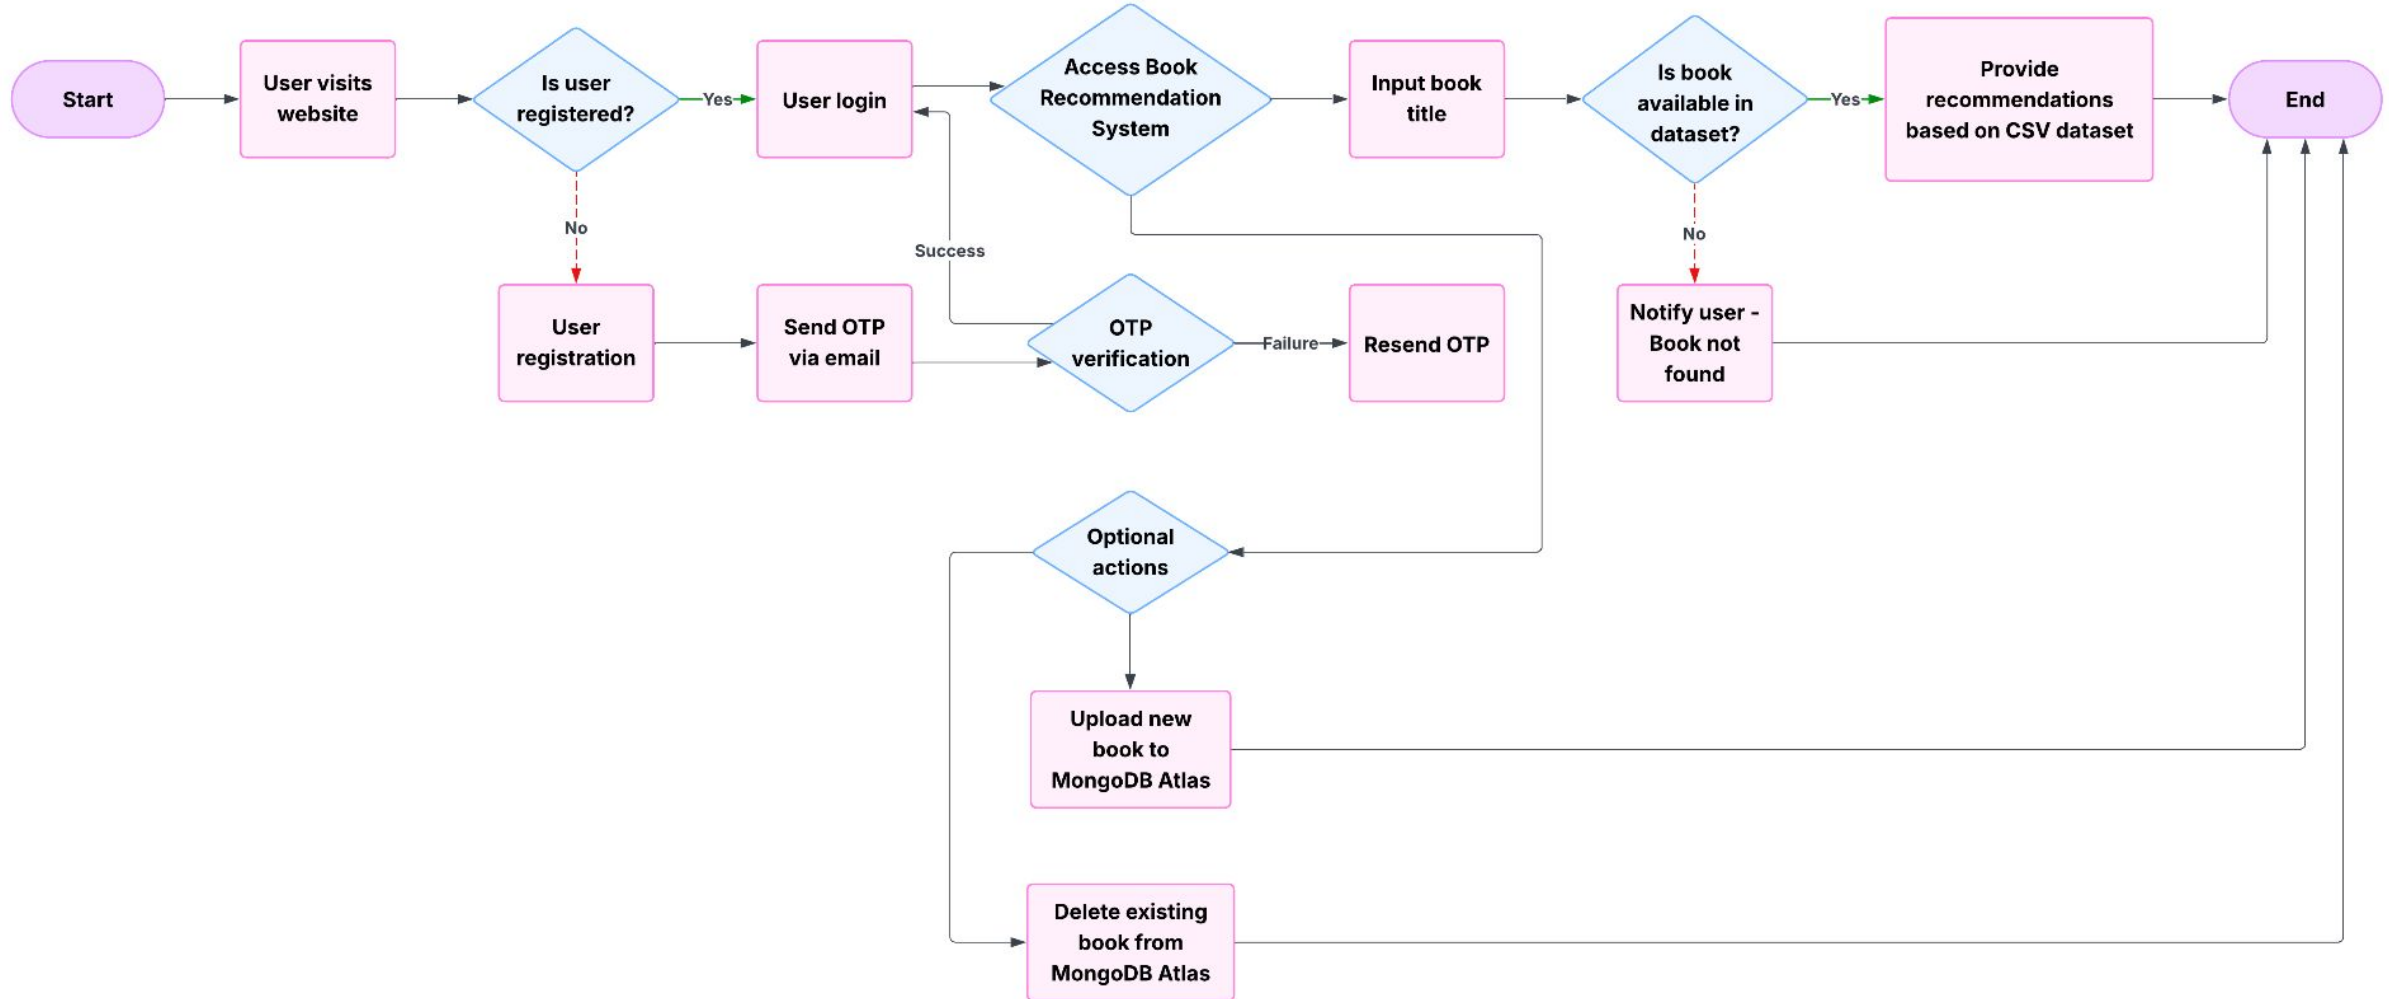 Start
User visits
website
Is user
registered?
Yes
User login
Access Book
Recommendation
System
Input book
title
Is book
available in
dataset?
Yes
Provide
recommendations
based on CSV dataset
End
No
Success
No
User
registration
Send OTP
via email
OTP
verification
Failure
Resend OTP
Notify user -
Book not
found
Optional
actions
Upload new
book to
MongoDB Atlas
Delete existing
book from
MongoDB Atlas